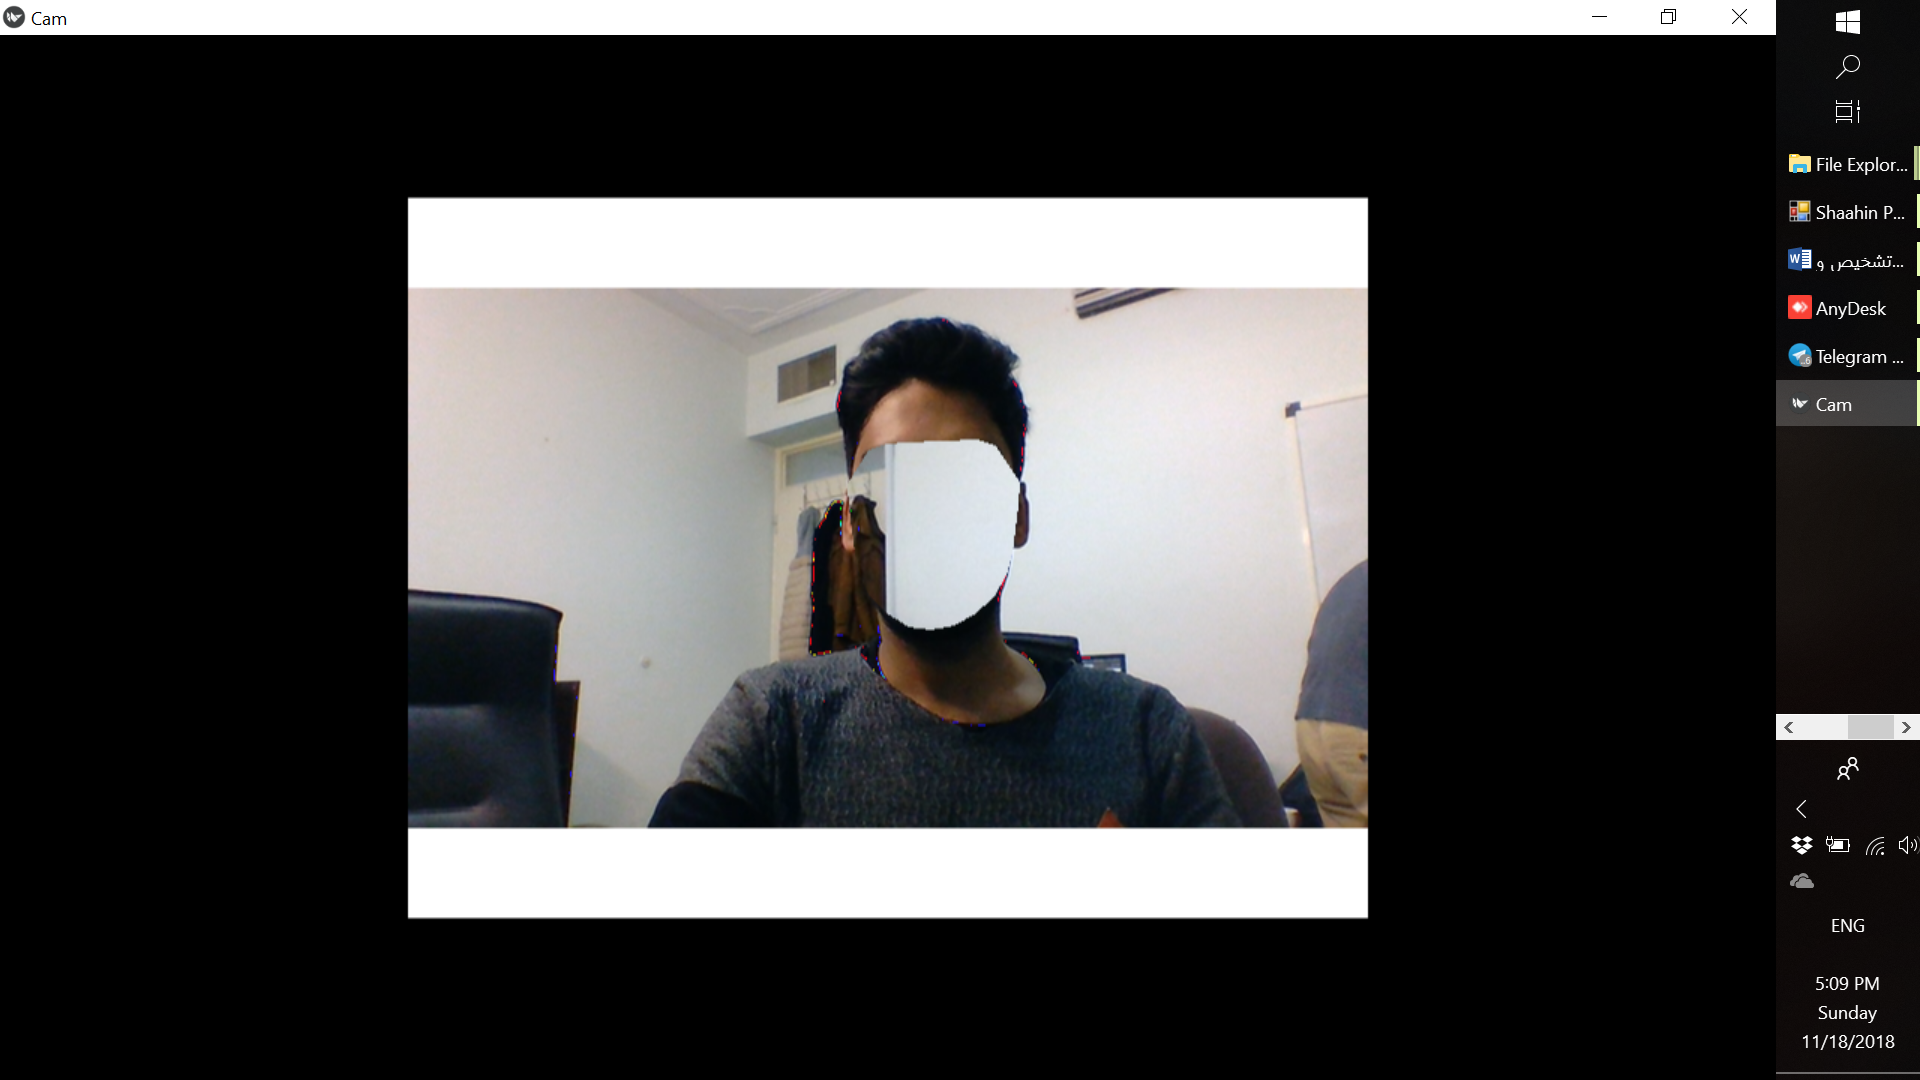 Cam
File Explor...
Shaahin P...
تشخیص و...
AnyDesk
Telegram ...
Cam
ENG
5:09 PM
Sunday
11/18/2018